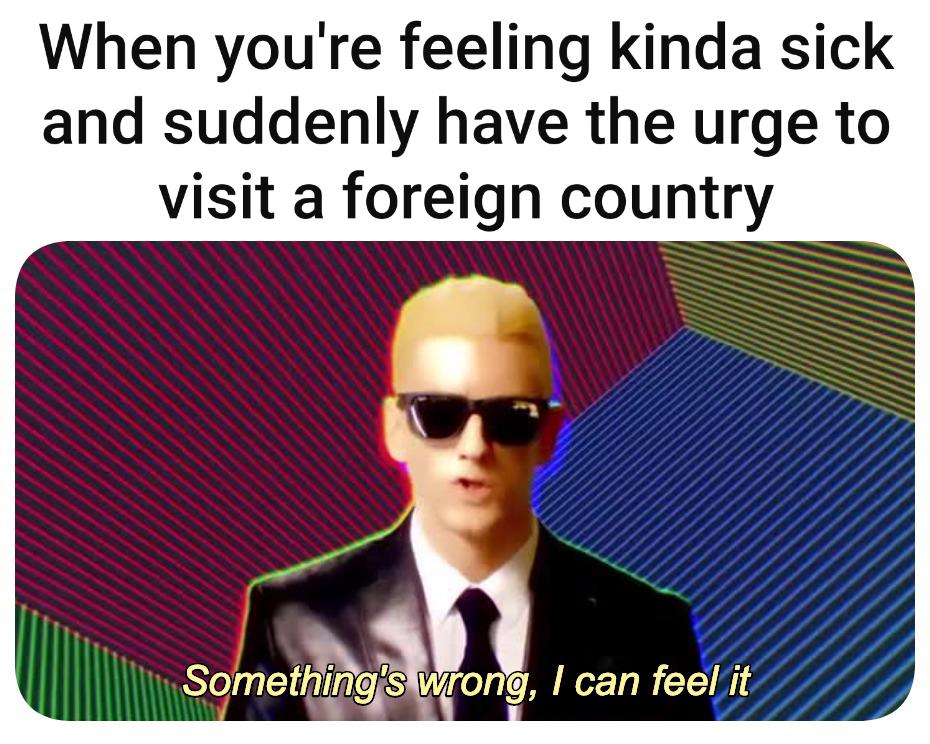 When you're feeling kinda sick
and suddenly have the urge to
visit a foreign country
Something's wrong, I can feel it